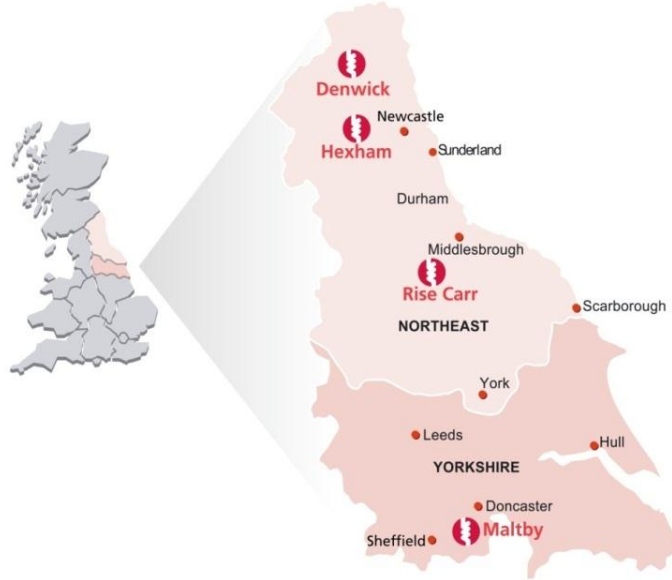 Denwick
Newcastle
Hexham
Sunderland
Durham
Middlesbrough
Rise Carr
Scarborough
NORTHEAST
York
Leeds
Hull
YORKSHIRE
Doncaster
Maltby
Sheffield